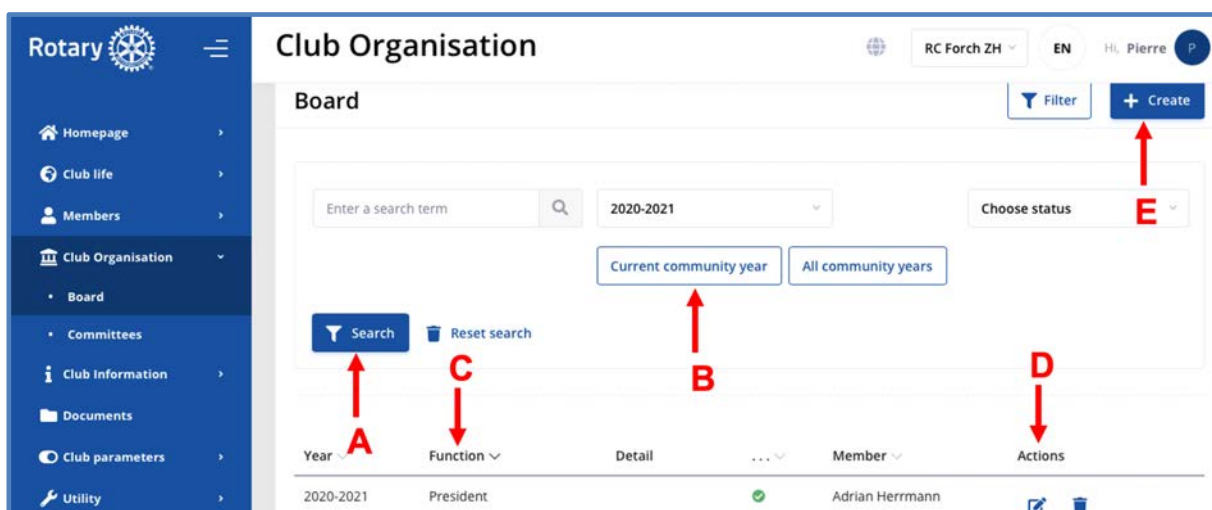 Rotary
Club Organisation
RC Forch ZH
EN
Hi, Pierre
P
Homepage
Club life
Members
Club Organisation
Board
Committees
Club Information
Documents
Club parameters
Utility
Board
Filter
+ Create
Enter a search term
2020-2021
Choose status
E
Current community year
All community years
Search
Reset search
B
C
D
A
Year
Function
Detail
...
Member
Actions
2020-2021
President
Adrian Herrmann